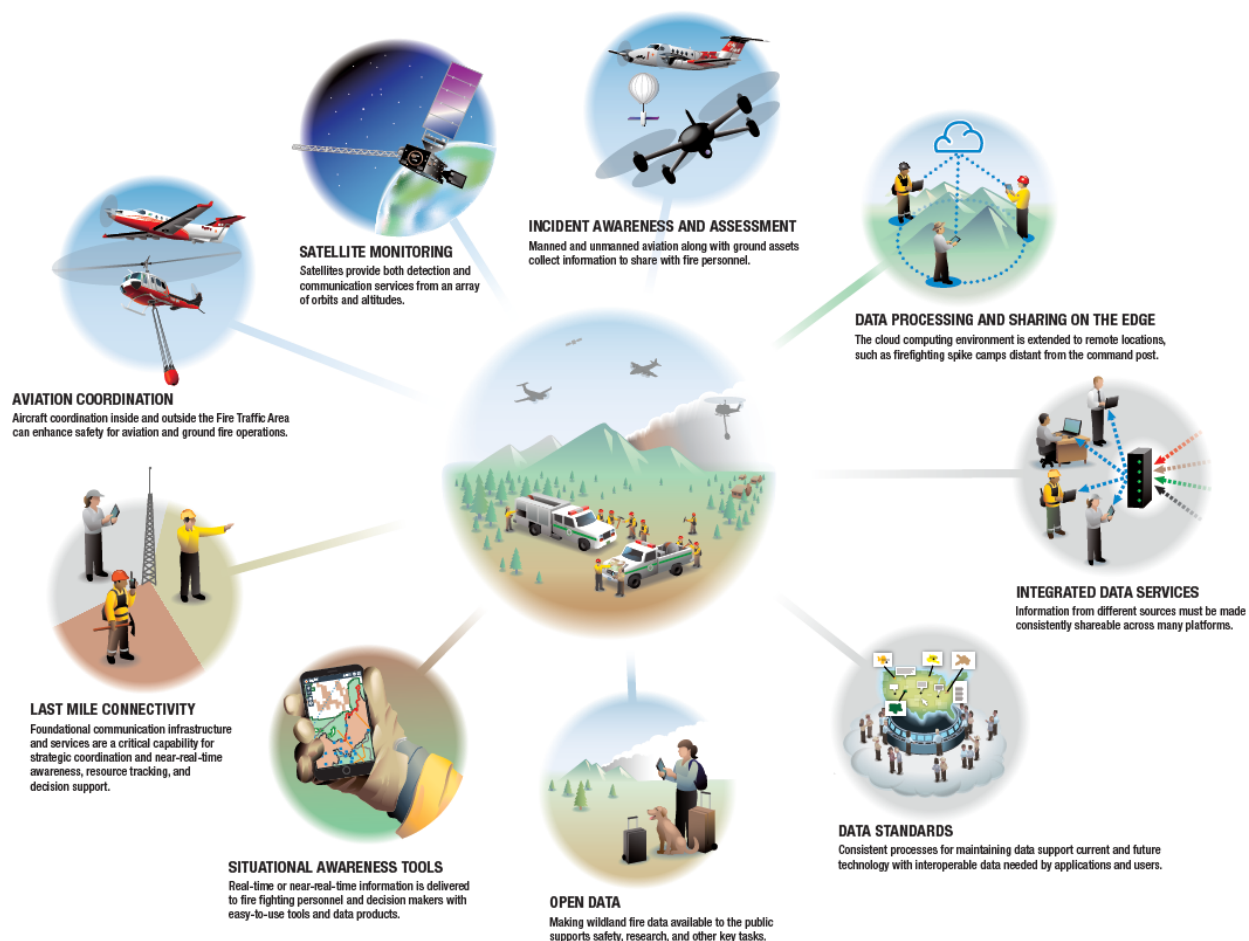 INCIDENT AWARENESS AND ASSESSMENT
Manned and unmanned aviation along with ground assets
collect information to share with fire personnel.
SATELLITE MONITORING
Satellites provide both detection and
communication services from an array
of orbits and altitudes.
DATA PROCESSING AND SHARING ON THE EDGE
The cloud computing environment is extended to remote locations,
such as firefighting spike camps distant from the command post.
AVIATION COORDINATION
Aircraft coordination inside and outside the Fire Traffic Area
can enhance safety for aviation and ground fire operations.
INTEGRATED DATA SERVICES
Information from different sources must be made
consistently shareable across many platforms.
LAST MILE CONNECTIVITY
Foundational communication infrastructure
and services are a critical capability for
strategic coordination and near-real-time
awareness, resource tracking, and
decision support.
DATA STANDARDS
Consistent processes for maintaining data support current and future
technology with interoperable data needed by applications and users.
SITUATIONAL AWARENESS TOOLS
Real-time or near-real-time information is delivered
to fire fighting personnel and decision makers with
easy-to-use tools and data products.
OPEN DATA
Making wildland fire data available to the public
supports safety, research, and other key tasks.